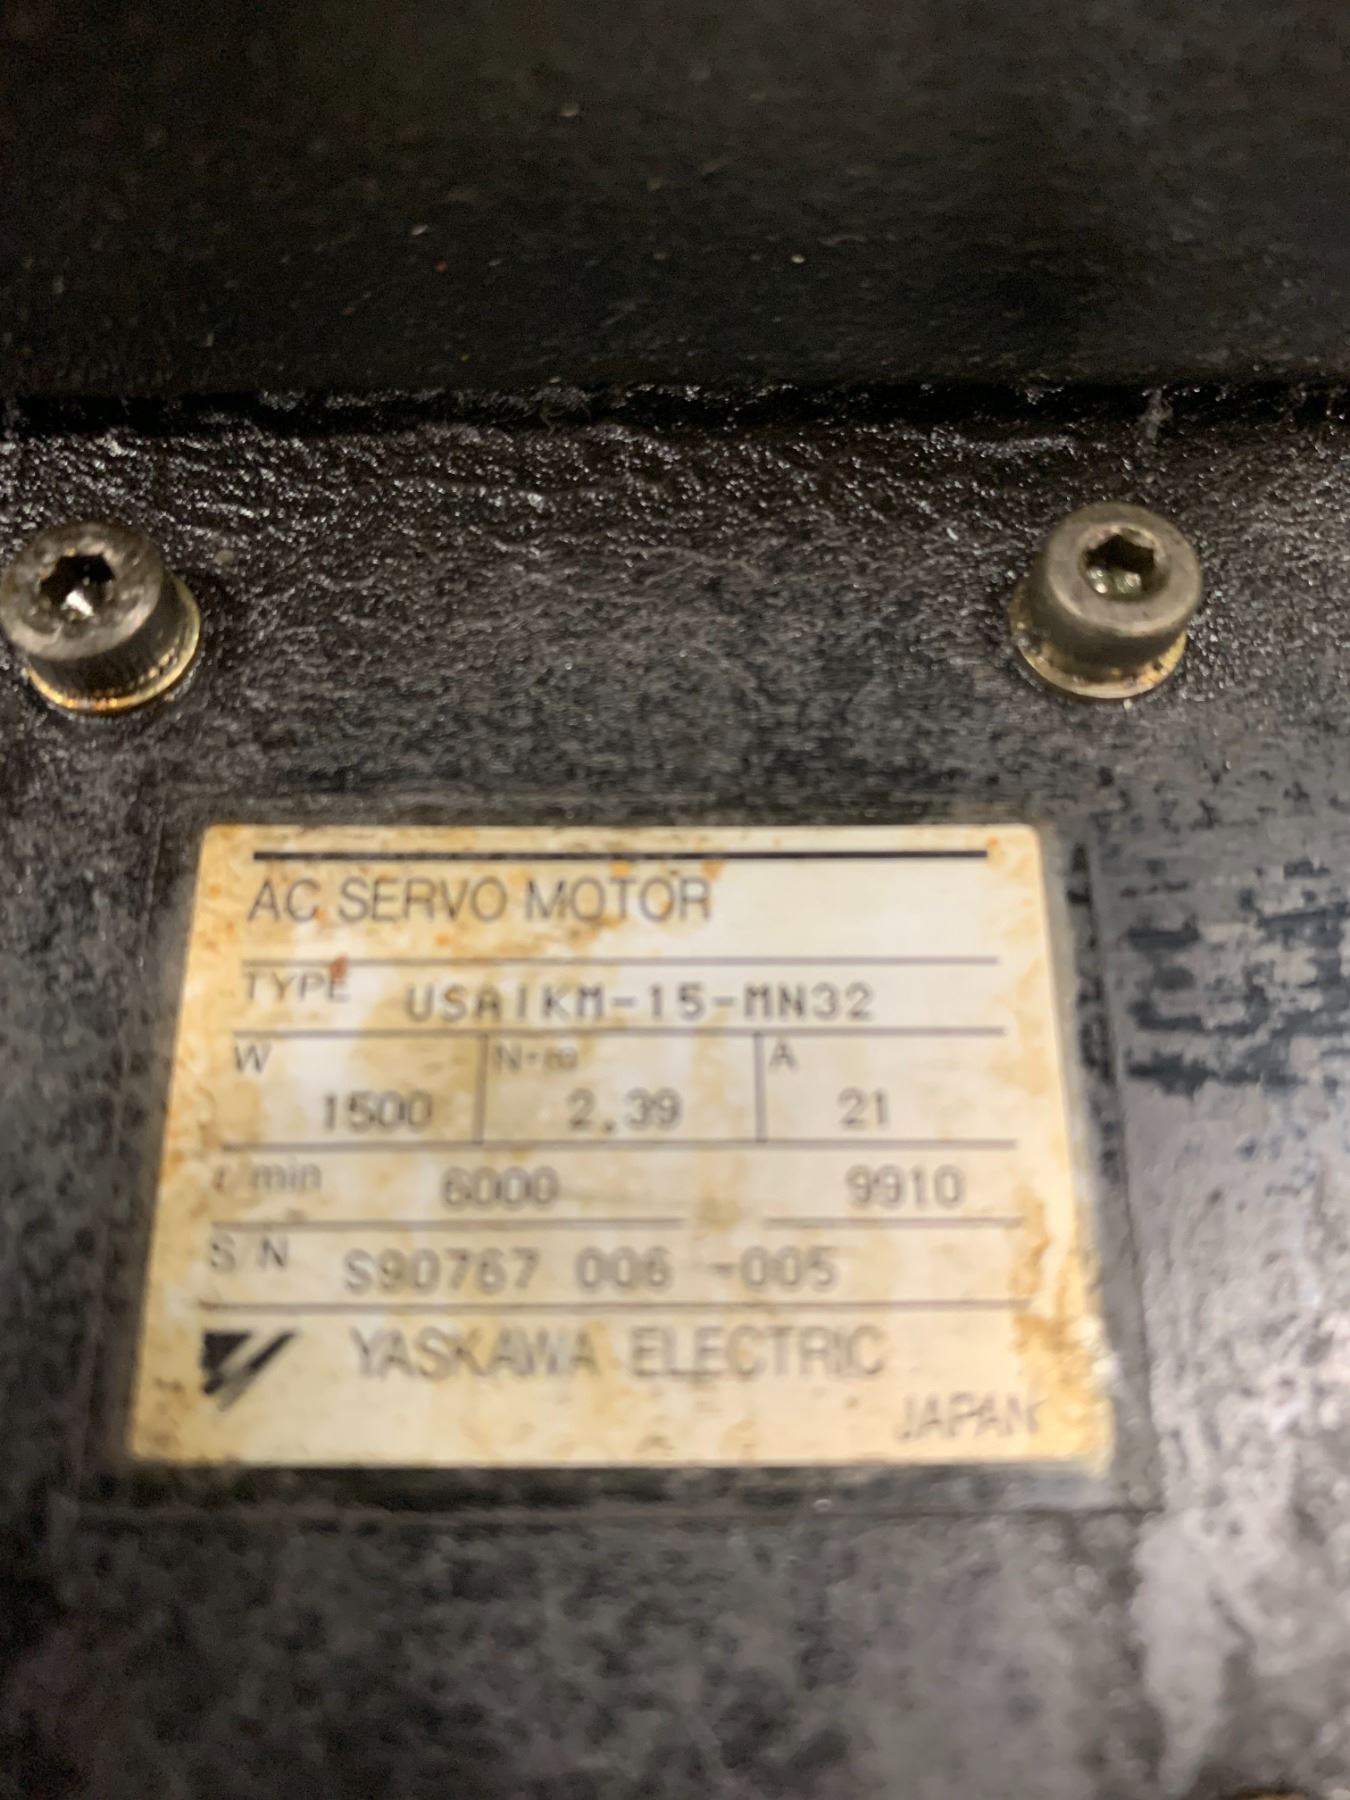 AC SERVO MOTOR
TYPE USAIKM-15-MN32
W N·m A
1500 2.39 21
r/min 6000 9910
S/N S90767 006 -005
YASKAWA ELECTRIC
JAPAN